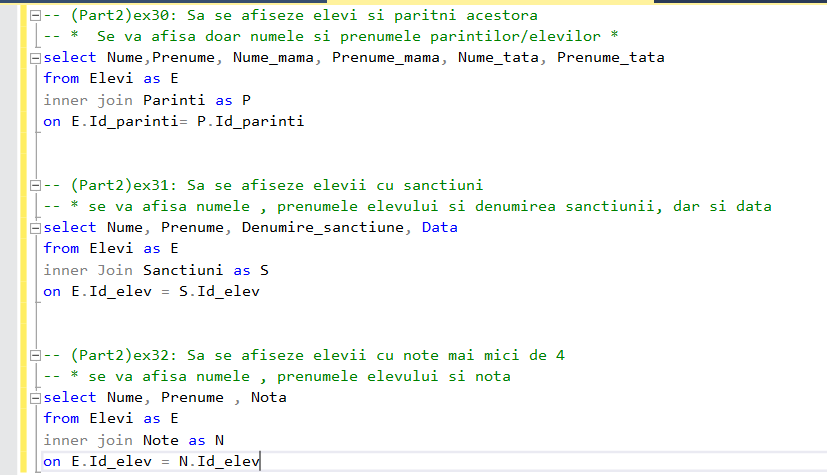 -- (Part2)ex30: Sa se afiseze elevi si paritni acestora
-- *  Se va afisa doar numele si prenumele parintilor/elevilor *
select Nume,Prenume, Nume_mama, Prenume_mama, Nume_tata, Prenume_tata
from Elevi as E
inner join Parinti as P
on E.Id_parinti= P.Id_parinti
-- (Part2)ex31: Sa se afiseze elevii cu sanctiuni
-- * se va afisa numele , prenumele elevului si denumirea sanctiunii, dar si data
select Nume, Prenume, Denumire_sanctiune, Data
from Elevi as E
inner Join Sanctiuni as S
on E.Id_elev = S.Id_elev
-- (Part2)ex32: Sa se afiseze elevii cu note mai mici de 4
-- * se va afisa numele , prenumele elevului si nota
select Nume, Prenume , Nota
from Elevi as E
inner join Note as N
on E.Id_elev = N.Id_elev